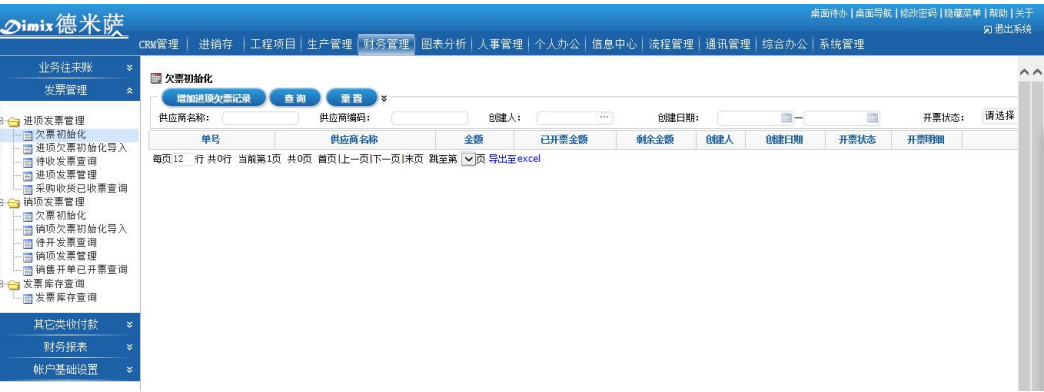 Dimix德米萨
桌面待办 | 桌面导航 | 修改密码 | 隐藏菜单 | 帮助 | 关于
退出系统
CRM管理 | 进销存 | 工程项目 | 生产管理 | 财务管理 | 图表分析 | 人事管理 | 个人办公 | 信息中心 | 流程管理 | 通讯管理 | 综合办公 | 系统管理
业务往来账
发票管理
进项发票管理
欠票初始化
进项欠票初始化导入
待收发票查询
进项发票管理
采购收货已收票查询
销项发票管理
欠票初始化
销项欠票初始化导入
待开发票查询
销项发票管理
销售开单已开票查询
发票库存查询
发票库存查询
其它类收付款
财务报表
帐户基础设置
欠票初始化
增加进项欠票记录 查询 重置
供应商名称: 供应商编码: 创建人: ... 创建日期: — 开票状态: 请选择
单号 供应商名称 金额 已开票金额 剩余金额 创建人 创建日期 开票状态 开票明细
每页12 行 共0行 当前第1页 共0页 首页|上一页|下一页|末页 跳至第 页 导出至excel